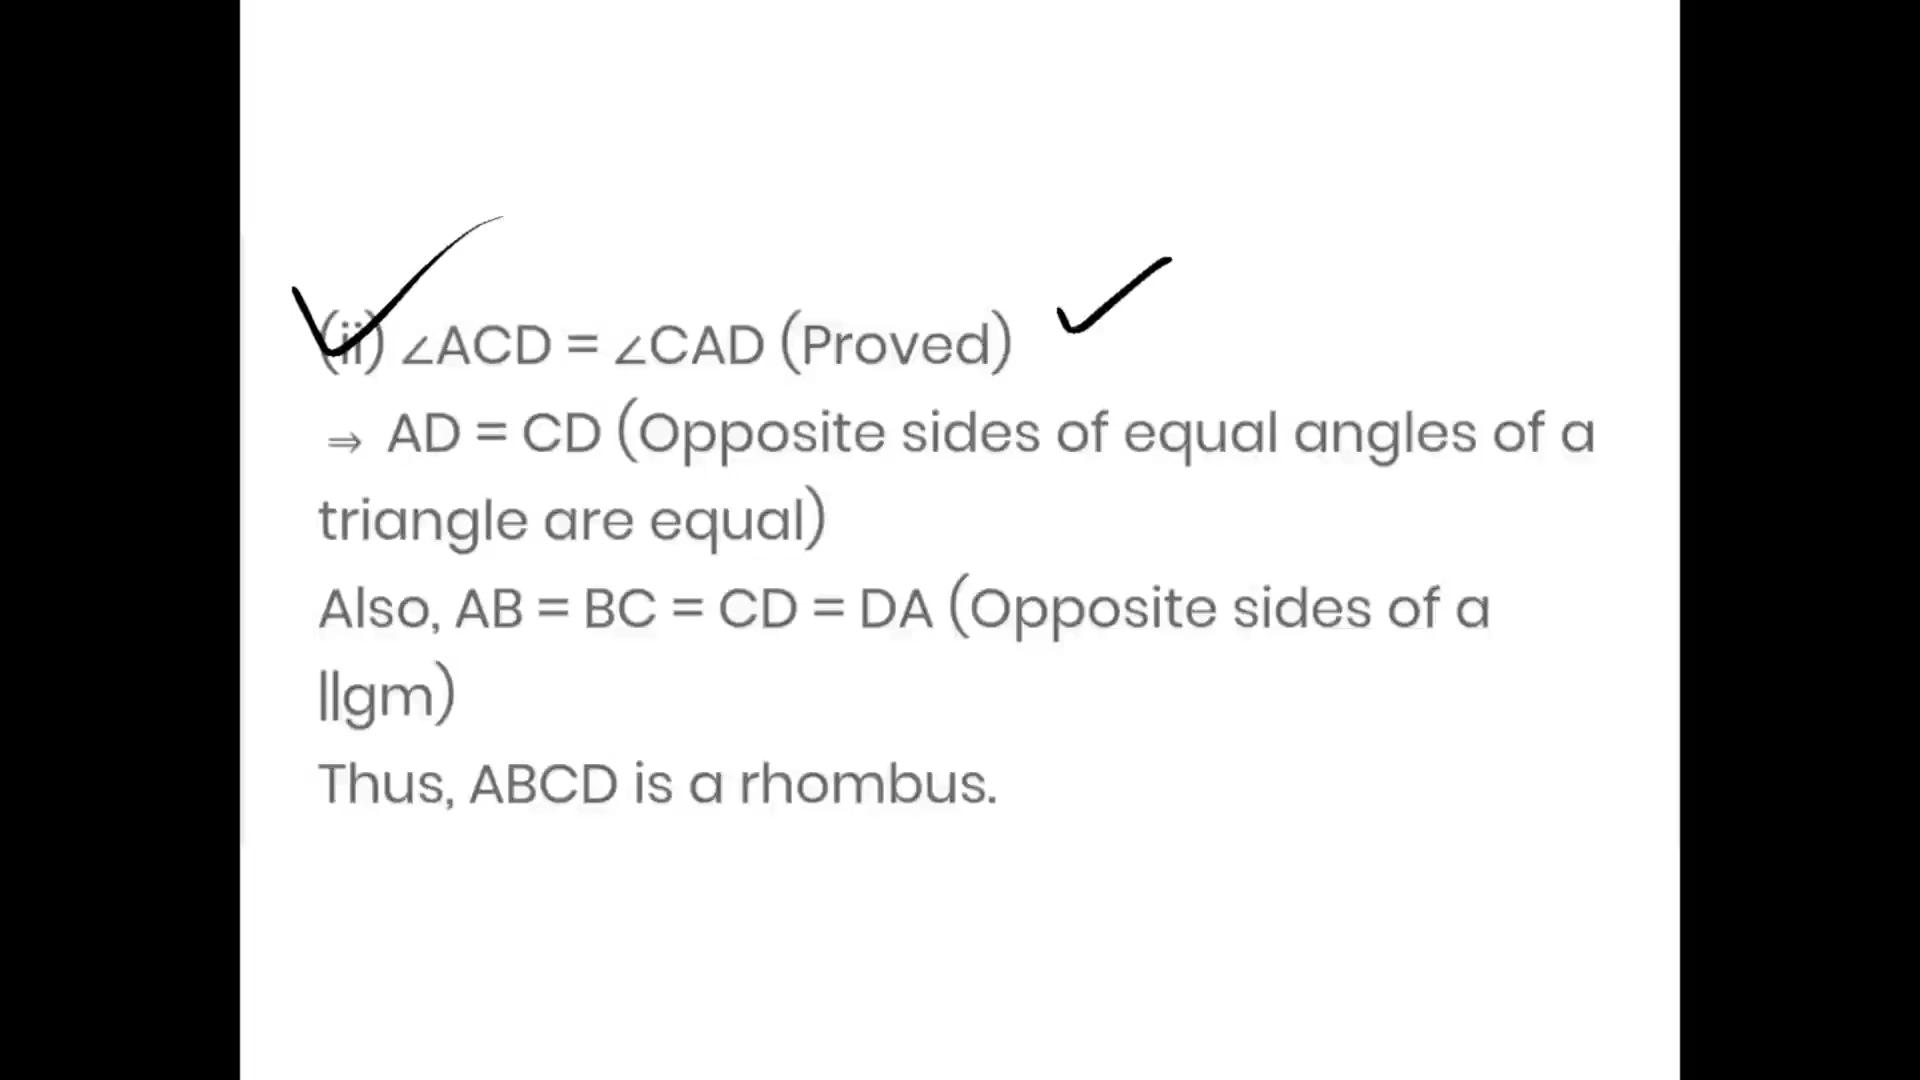 (ii) ∠ACD = ∠CAD (Proved)
⇒ AD = CD (Opposite sides of equal angles of a
triangle are equal)
Also, AB = BC = CD = DA (Opposite sides of a
||gm)
Thus, ABCD is a rhombus.